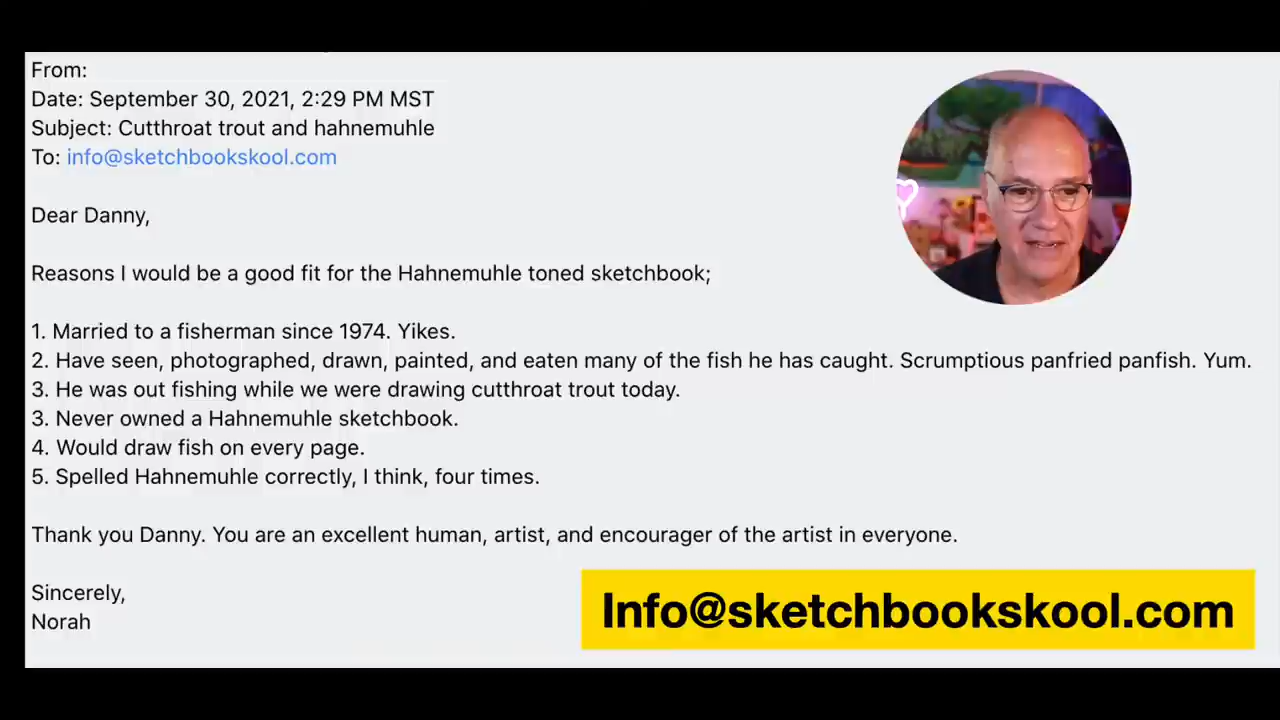 From:
Date: September 30, 2021, 2:29 PM MST
Subject: Cutthroat trout and hahnemuhle
To: info@sketchbookskool.com
Dear Danny,
Reasons I would be a good fit for the Hahnemuhle toned sketchbook;
1. Married to a fisherman since 1974. Yikes.
2. Have seen, photographed, drawn, painted, and eaten many of the fish he has caught. Scrumptious panfried panfish. Yum.
3. He was out fishing while we were drawing cutthroat trout today.
3. Never owned a Hahnemuhle sketchbook.
4. Would draw fish on every page.
5. Spelled Hahnemuhle correctly, I think, four times.
Thank you Danny. You are an excellent human, artist, and encourager of the artist in everyone.
Sincerely,
Norah
Info@sketchbookskool.com